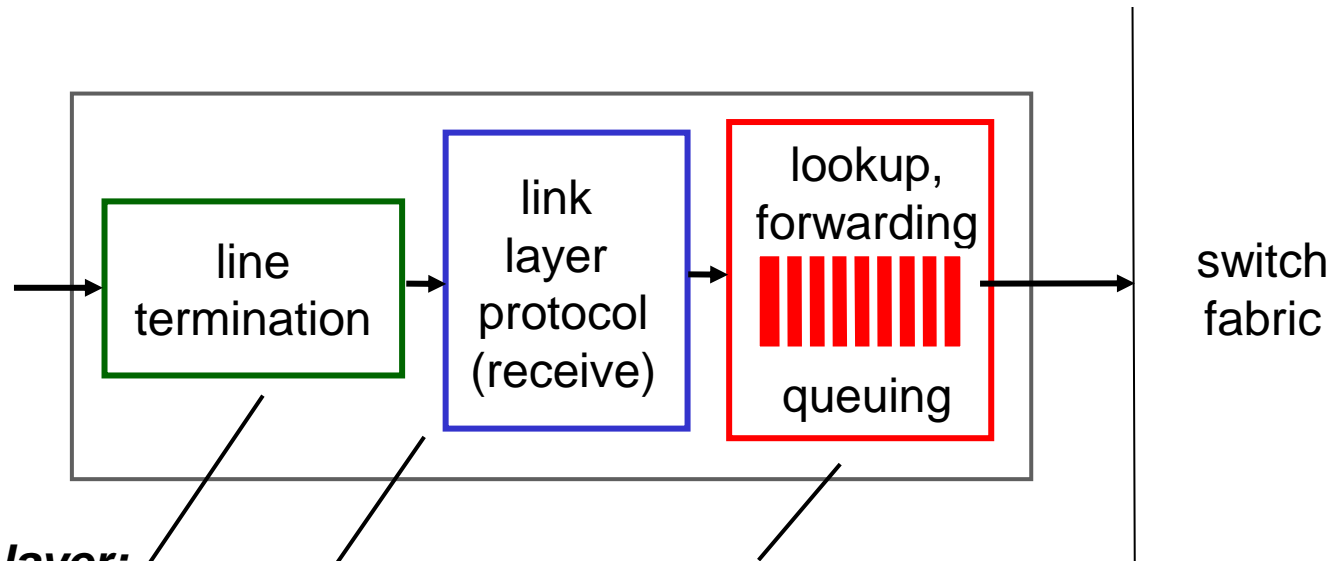 line
termination
link
layer
protocol
(receive)
lookup,
forwarding
queuing
switch
fabric
layer: